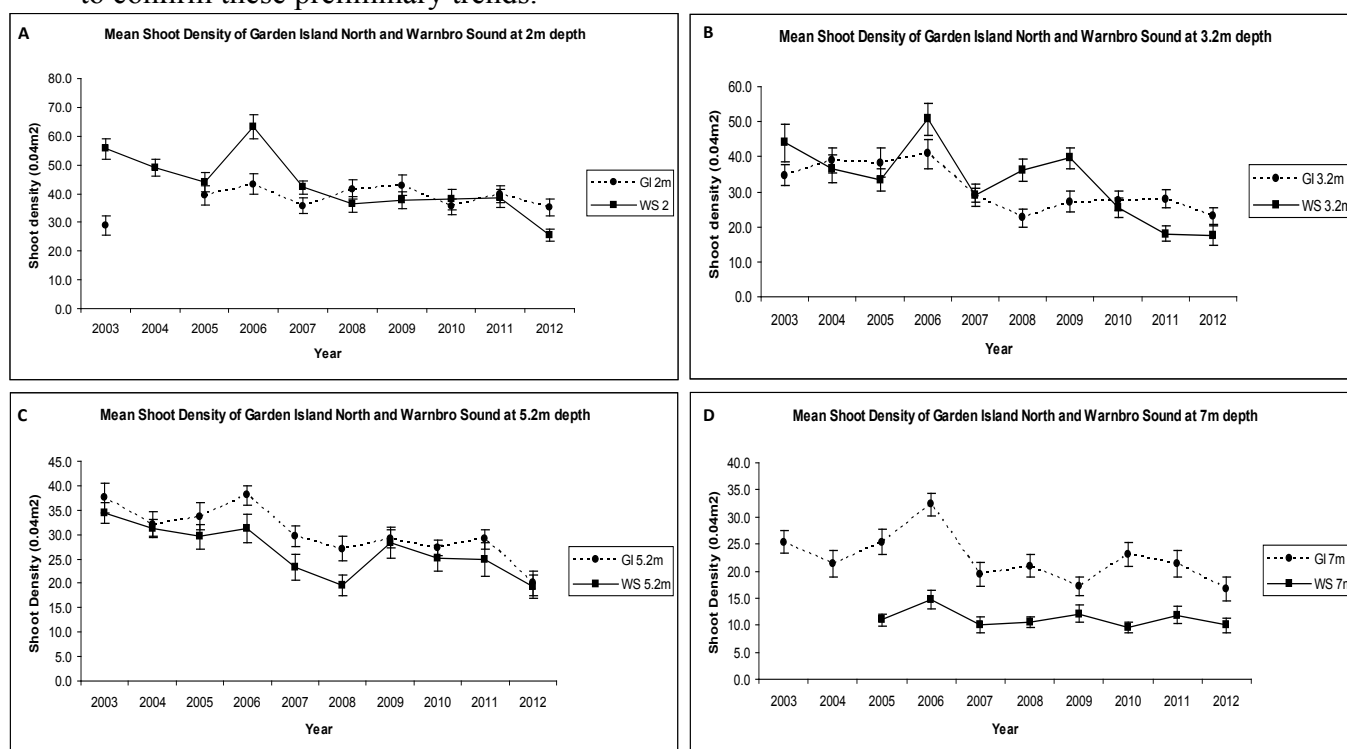 to confirm these preliminary trends.
A
Mean Shoot Density of Garden Island North and Warnbro Sound at 2m depth
80.0
70.0
60.0
50.0
40.0
30.0
20.0
10.0
0.0
Shoot density (0.04m2)
2003 2004 2005 2006 2007 2008 2009 2010 2011 2012
Year
GI 2m
WS 2
B
Mean Shoot Density of Garden Island North and Warnbro Sound at 3.2m depth
60.0
50.0
40.0
30.0
20.0
10.0
0.0
Shoot density (0.04m2)
2003 2004 2005 2006 2007 2008 2009 2010 2011 2012
Year
GI 3.2m
WS 3.2m
C
Mean Shoot Density of Garden Island North and Warnbro Sound at 5.2m depth
45.0
40.0
35.0
30.0
25.0
20.0
15.0
10.0
5.0
0.0
Shoot Density (0.04m2)
2003 2004 2005 2006 2007 2008 2009 2010 2011 2012
Year
GI 5.2m
WS 5.2m
D
Mean Shoot Density of Garden Island North and Warnbro Sound at 7m depth
40.0
35.0
30.0
25.0
20.0
15.0
10.0
5.0
0.0
Shoot Density (0.04m2)
2003 2004 2005 2006 2007 2008 2009 2010 2011 2012
Year
GI 7m
WS 7m